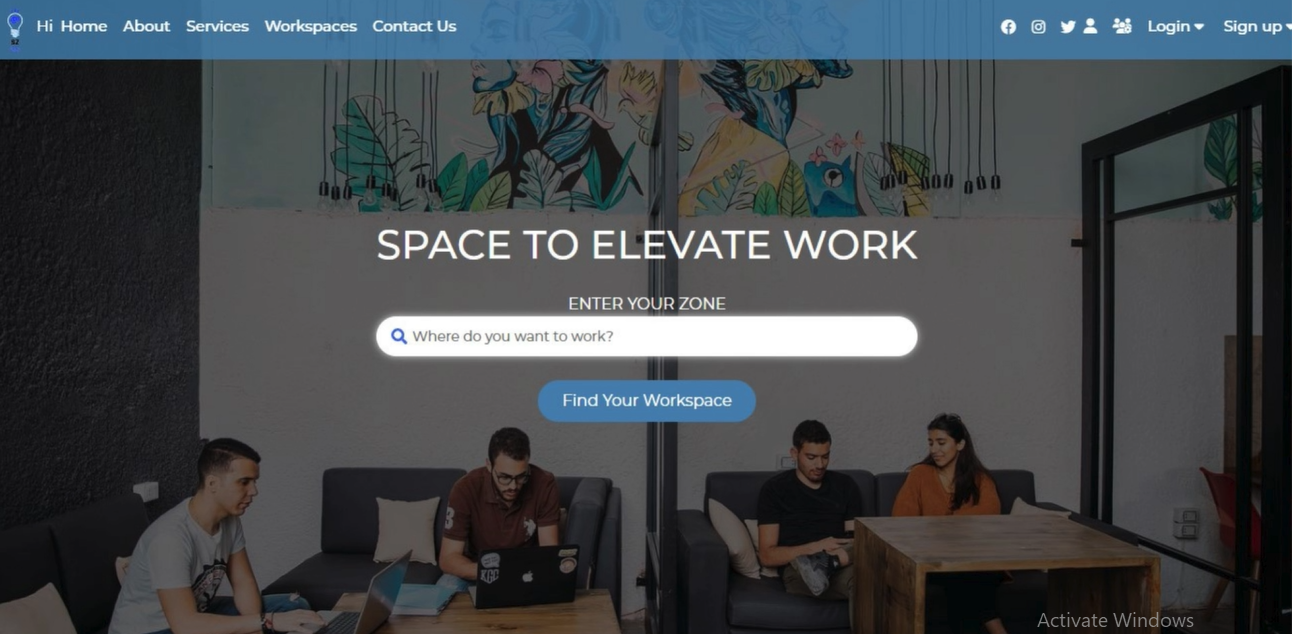 Hi Home About Services Workspaces Contact Us Login Sign up
SPACE TO ELEVATE WORK
ENTER YOUR ZONE
Where do you want to work?
Find Your Workspace
Activate Windows